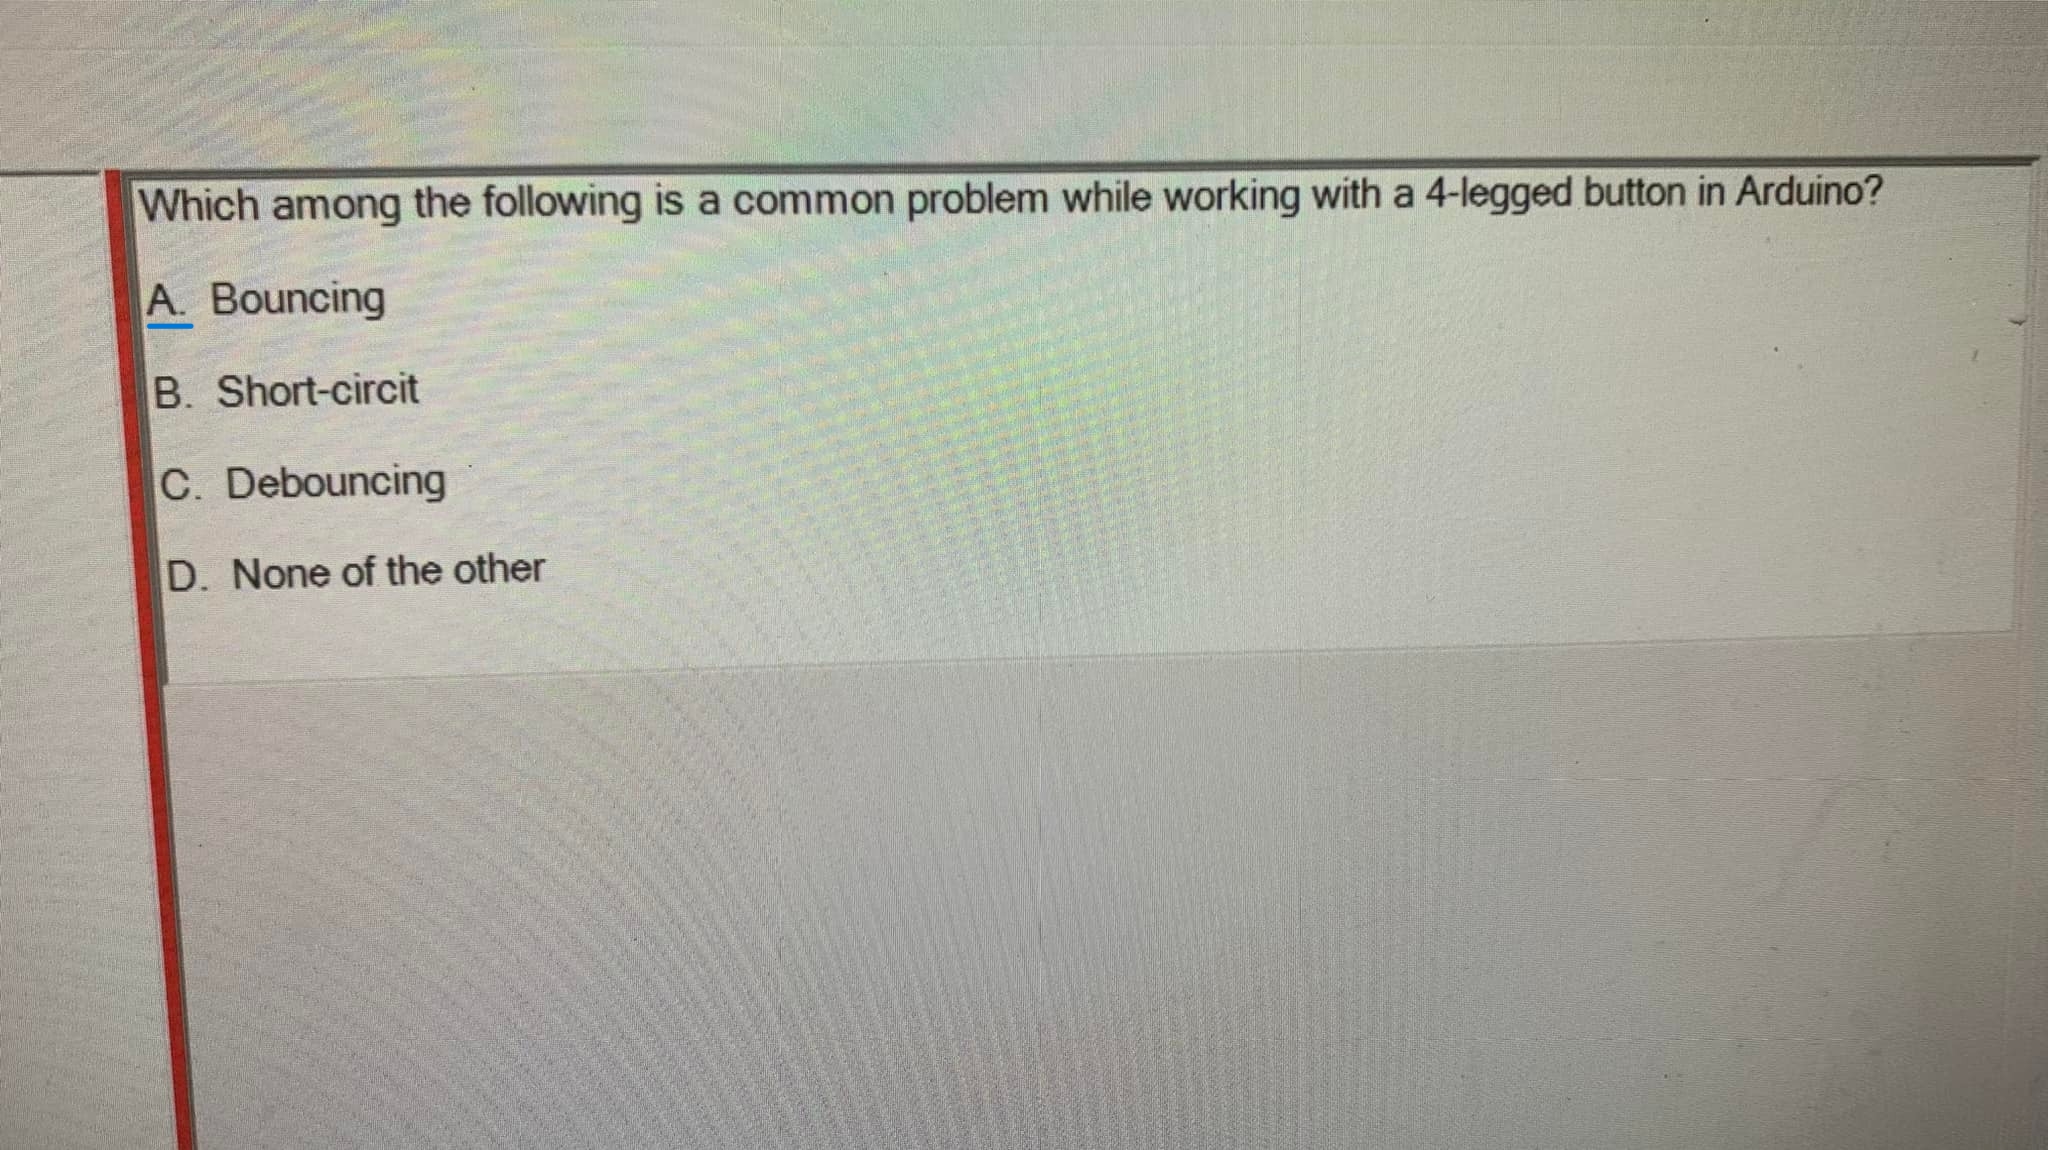 Which among the following is a common problem while working with a 4-legged button in Arduino?
A. Bouncing
B. Short-circit
C. Debouncing
D. None of the other